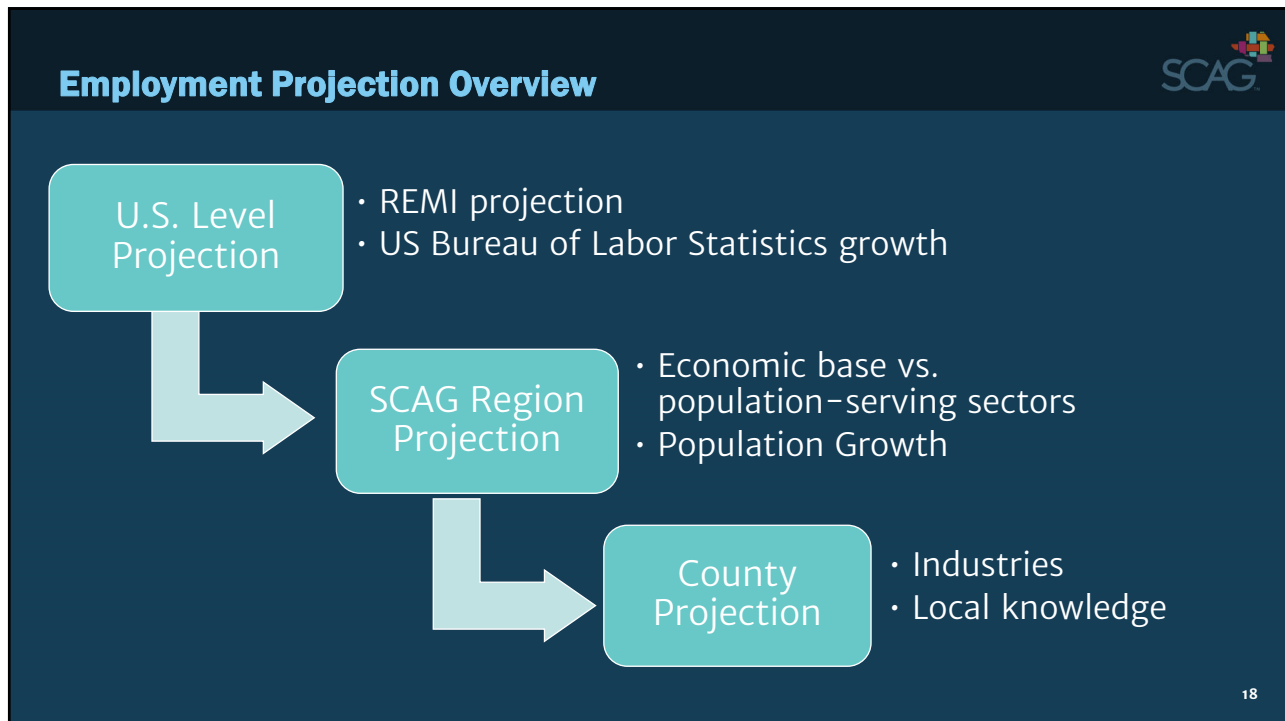 Employment Projection Overview
SCAG
U.S. Level
Projection
· REMI projection
· US Bureau of Labor Statistics growth
SCAG Region
Projection
· Economic base vs.
population-serving sectors
· Population Growth
County
Projection
· Industries
· Local knowledge
18